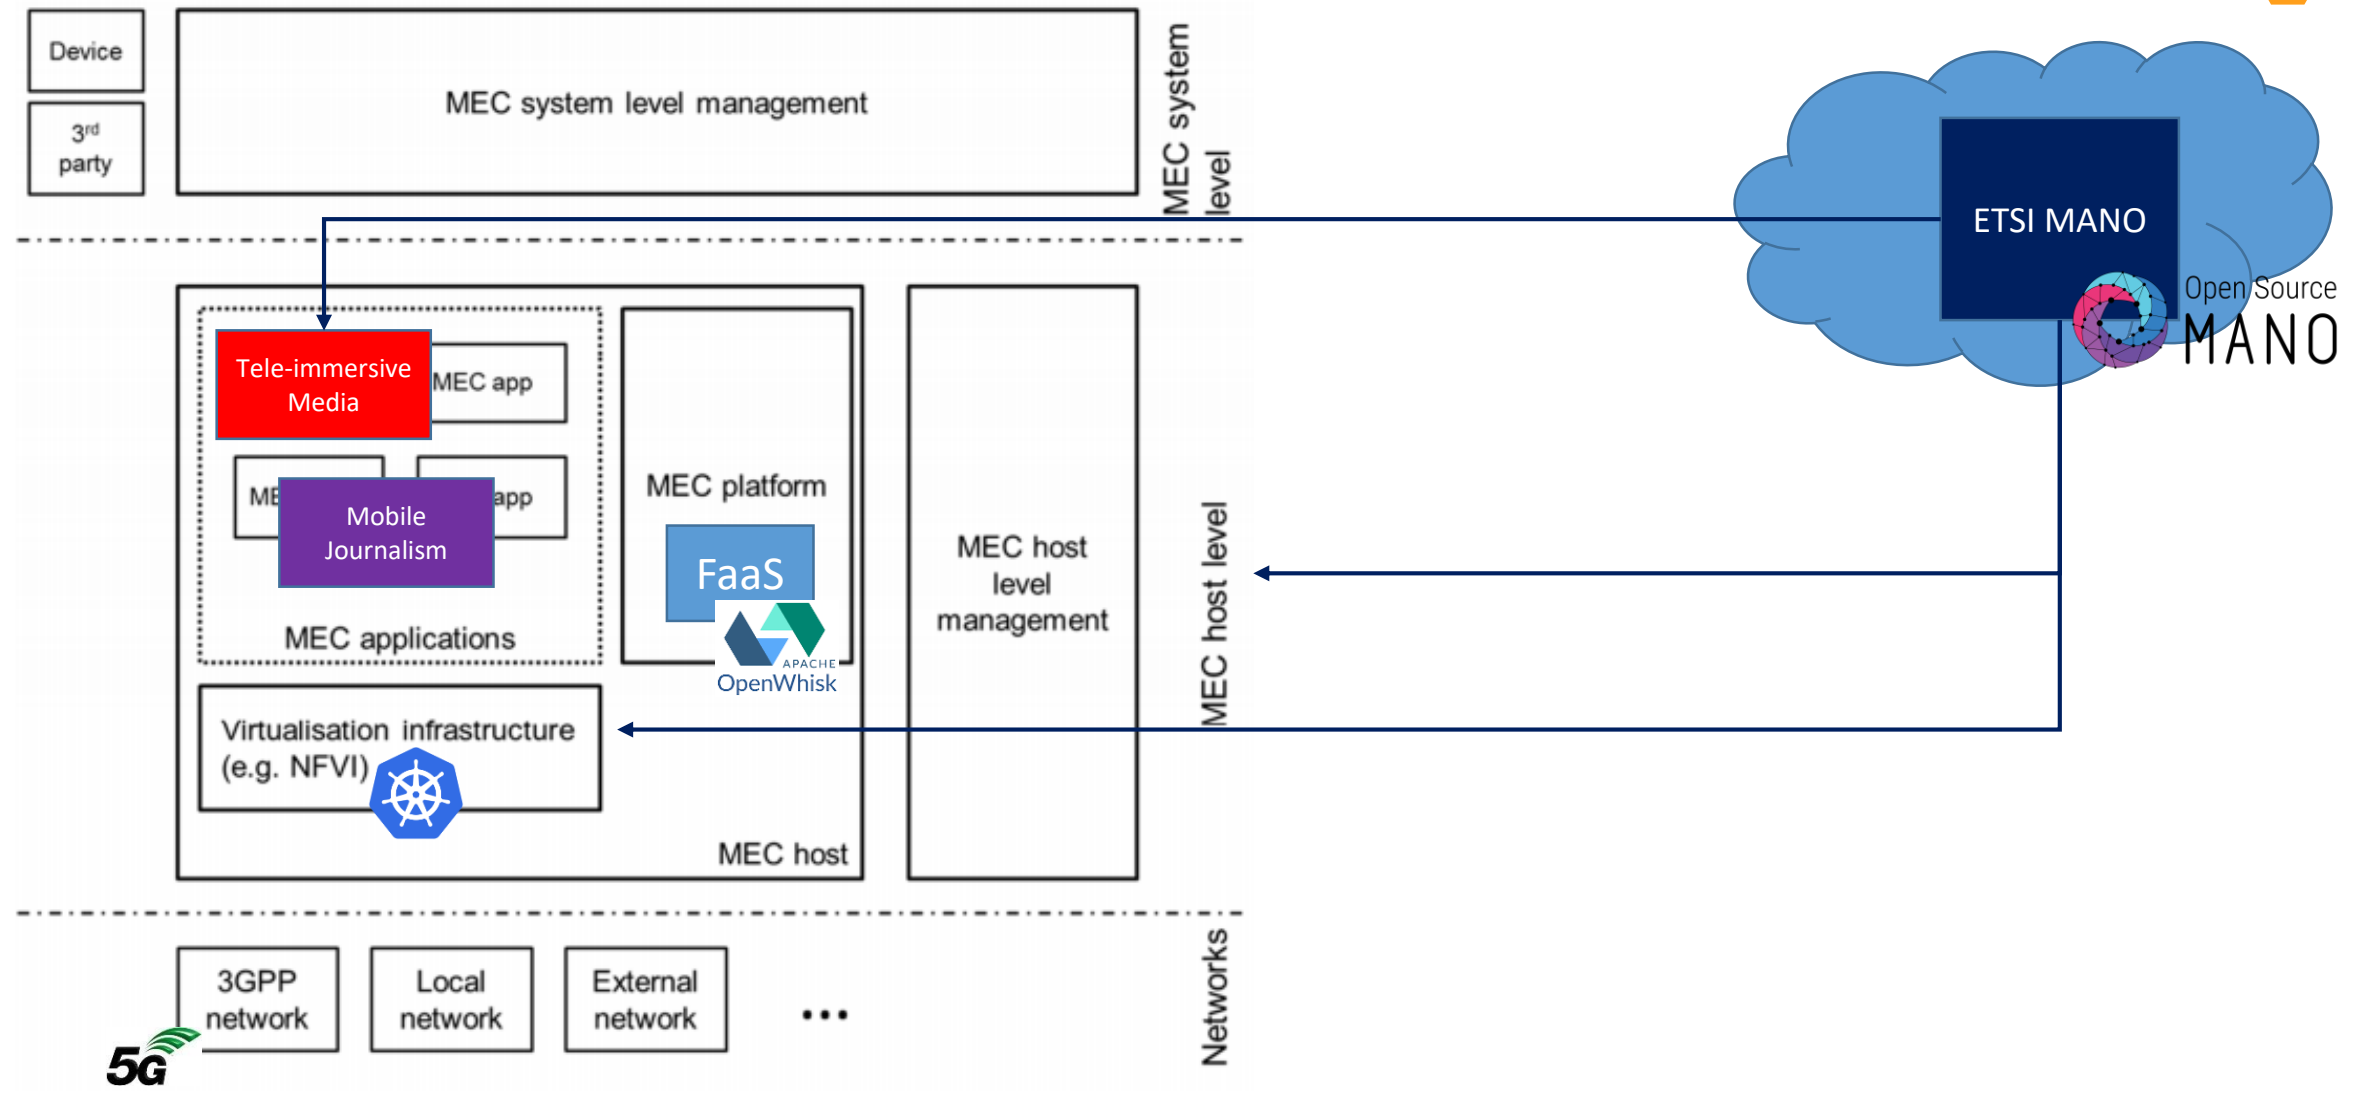 Device
3rd
party
MEC system level management
MEC system
level
ETSI MANO
Open Source
MANO
Tele-immersive
Media
MEC app
ME
app
Mobile
Journalism
MEC applications
MEC platform
FaaS
APACHE
OpenWhisk
MEC host
level
management
MEC host level
Virtualisation infrastructure
(e.g. NFVI)
MEC host
3GPP
network
Local
network
External
network
...
Networks
5G